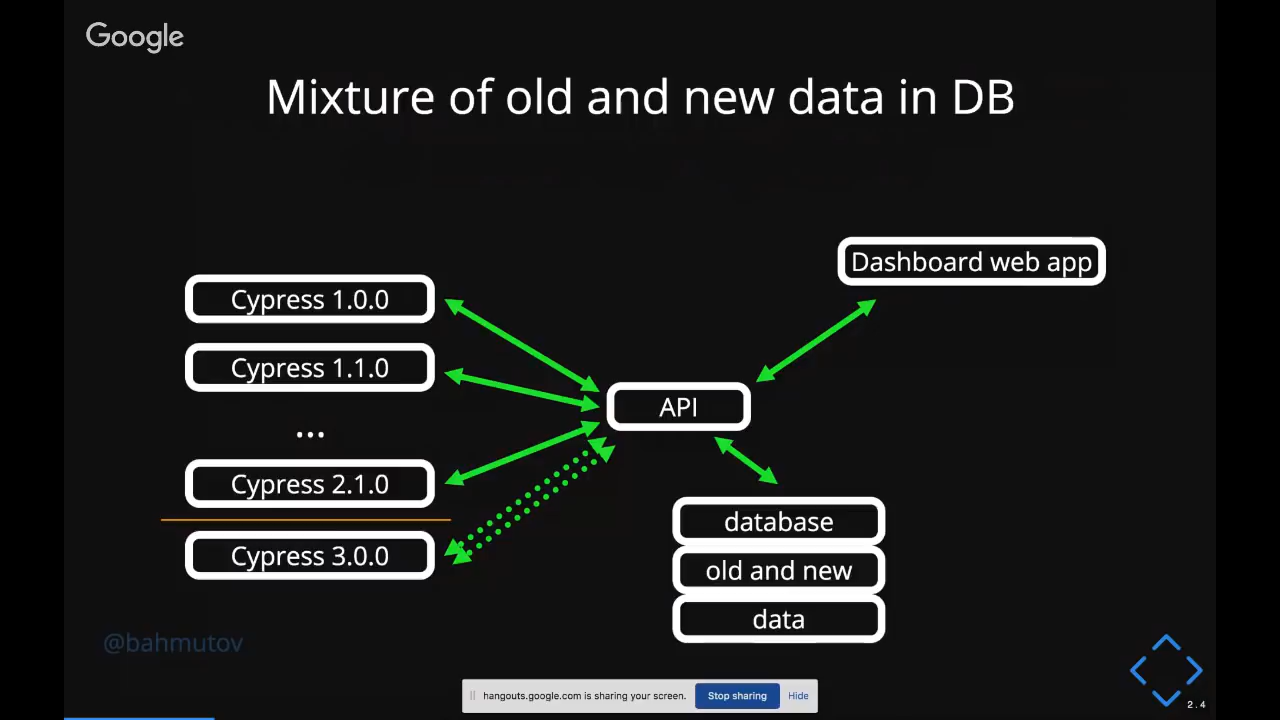 Google
Mixture of old and new data in DB
Dashboard web app
Cypress 1.0.0
Cypress 1.1.0
API
...
Cypress 2.1.0
database
Cypress 3.0.0
old and new
data
@bahmutov
hangouts.google.com is sharing your screen. Stop sharing Hide
2.4